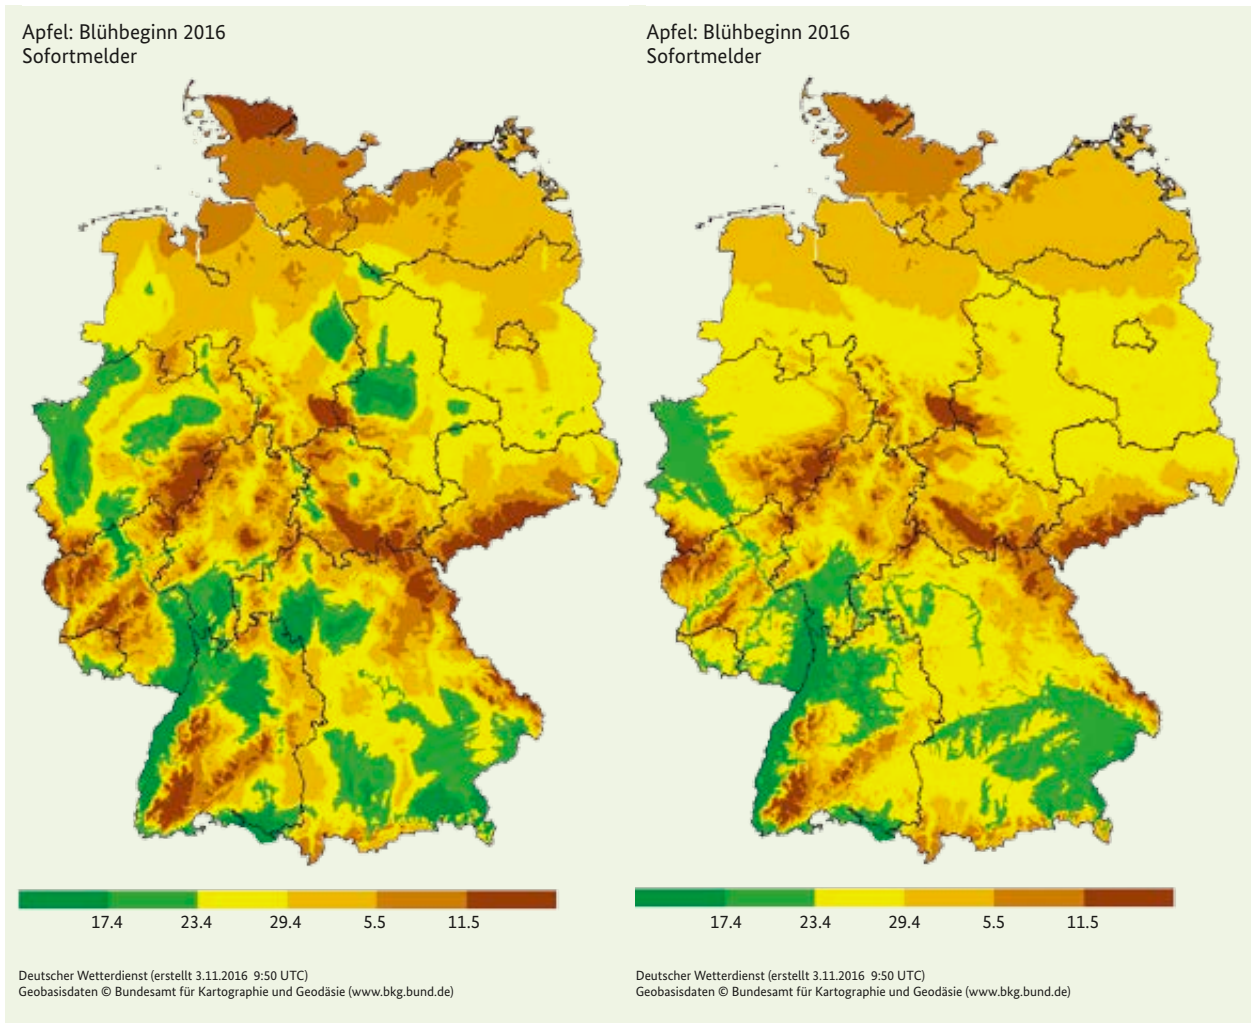 Apfel: Blühbeginn 2016
Sofortmelder
17.4 23.4 29.4 5.5 11.5
Deutscher Wetterdienst (erstellt 3.11.2016 9:50 UTC)
Geobasisdaten © Bundesamt für Kartographie und Geodäsie (www.bkg.bund.de)
Apfel: Blühbeginn 2016
Sofortmelder
17.4 23.4 29.4 5.5 11.5
Deutscher Wetterdienst (erstellt 3.11.2016 9:50 UTC)
Geobasisdaten © Bundesamt für Kartographie und Geodäsie (www.bkg.bund.de)